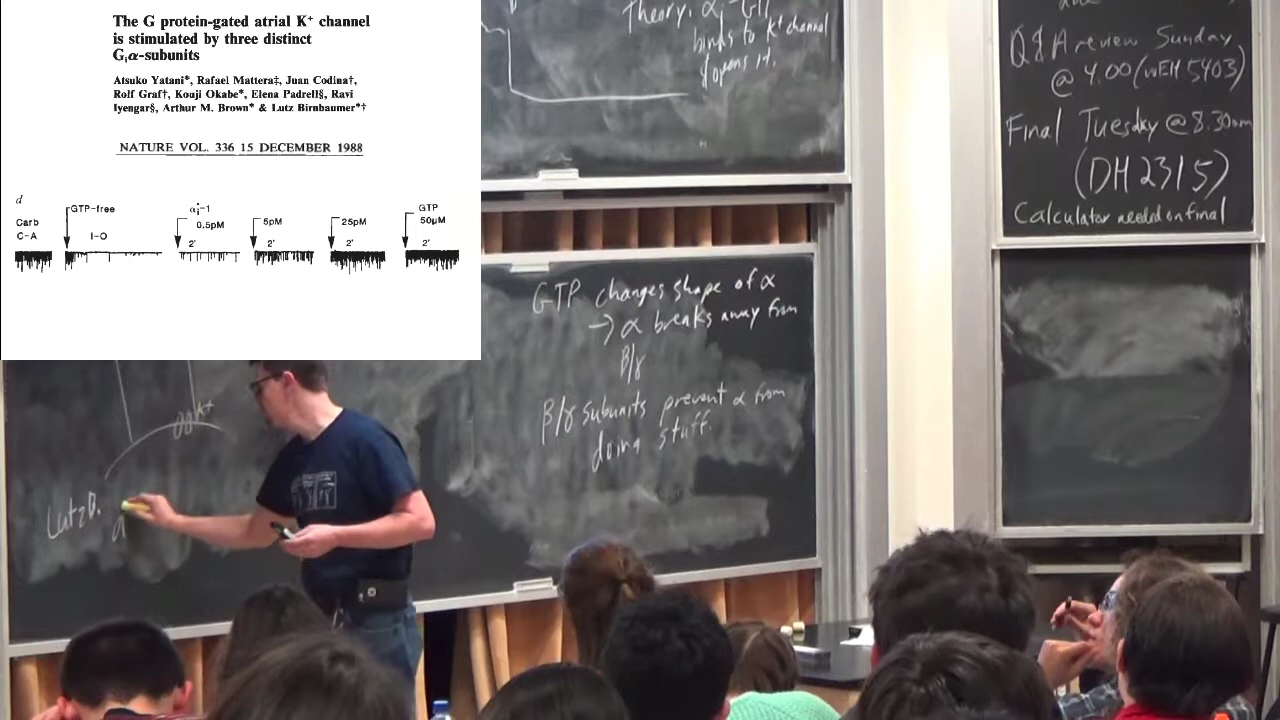 The G protein-gated atrial K⁺ channel
is stimulated by three distinct
Gᵢα-subunits
Atsuko Yatani*, Rafael Mattera‡, Juan Codina†,
Rolf Graf†, Kouji Okabe*, Elena Padrell§, Ravi
Iyengar§, Arthur M. Brown* & Lutz Birnbaumer*†
NATURE VOL. 336 15 DECEMBER 1988
d
Carb
C-A
GTP-free
I-O
αᵢ*-1
0.5pM
2'
5pM
2'
25pM
2'
GTP
50μM
2'
Theory, αᵢ-GTP
binds to K⁺ channel
& opens it.
GTP changes shape of α
→ α breaks away from
β/γ
β/γ subunits prevent α from
doing stuff.
K⁺
Lutz B.
α
Q&A review Sunday
@ 4.00 (WEH 5403)
Final Tuesday @ 8.30am
(DH 2315)
Calculator needed on final